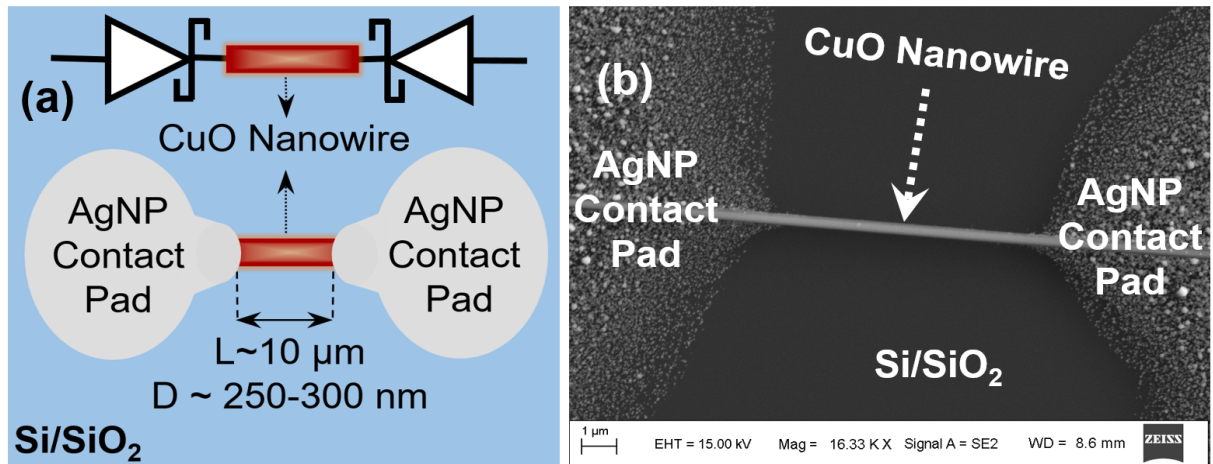 (a)
CuO Nanowire
AgNP
Contact
Pad
AgNP
Contact
Pad
L~10 μm
D ~ 250-300 nm
Si/SiO₂
(b)
CuO Nanowire
AgNP
Contact
Pad
AgNP
Contact
Pad
Si/SiO₂
1 μm
EHT = 15.00 kV Mag = 16.33 K X Signal A = SE2 WD = 8.6 mm
ZEISS